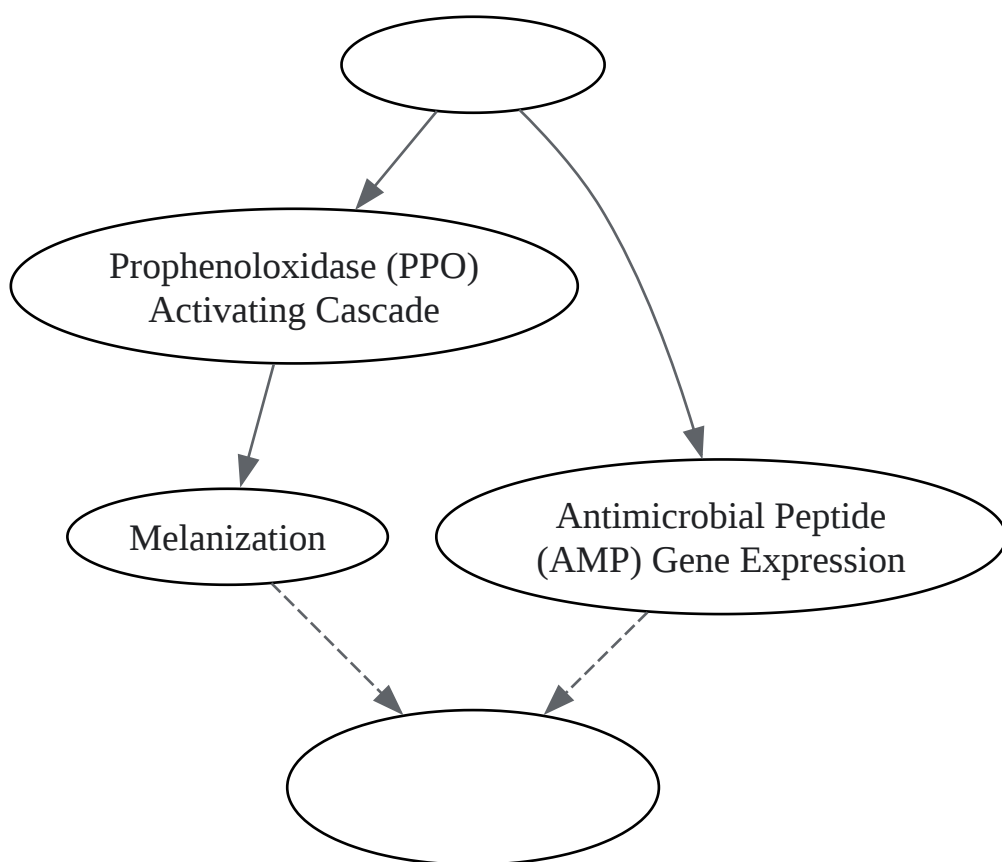 Prophenoloxidase (PPO)
Activating Cascade
Melanization
Antimicrobial Peptide
(AMP) Gene Expression